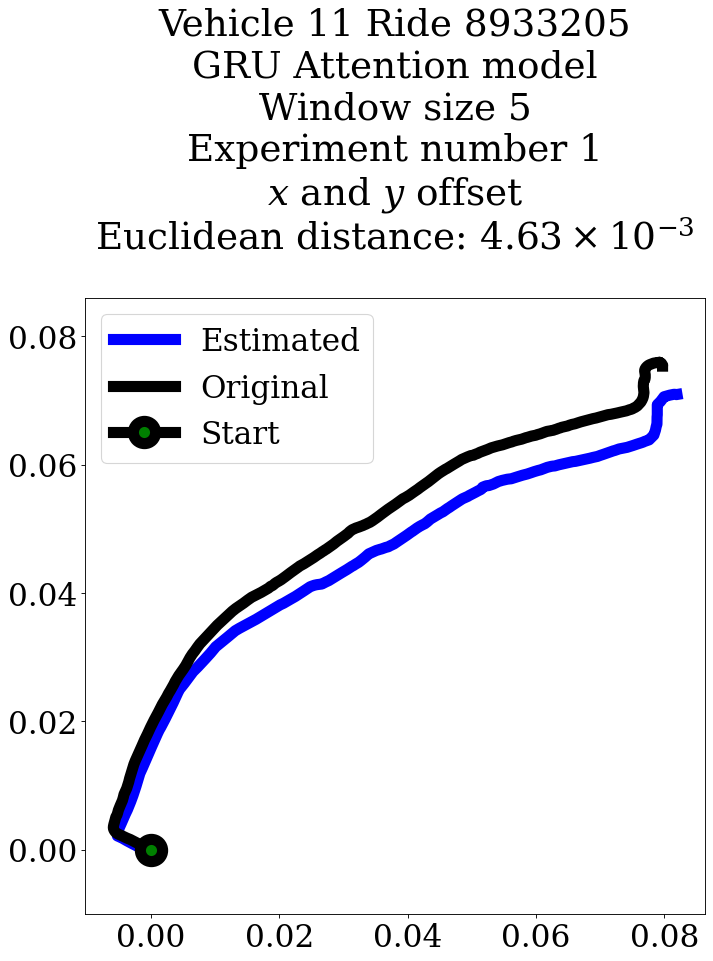 Vehicle 11 Ride 8933205
GRU Attention model
Window size 5
Experiment number 1
x and y offset
Euclidean distance: 4.63 × 10⁻³
Estimated
Original
Start
0.08
0.06
0.04
0.02
0.00
0.00 0.02 0.04 0.06 0.08